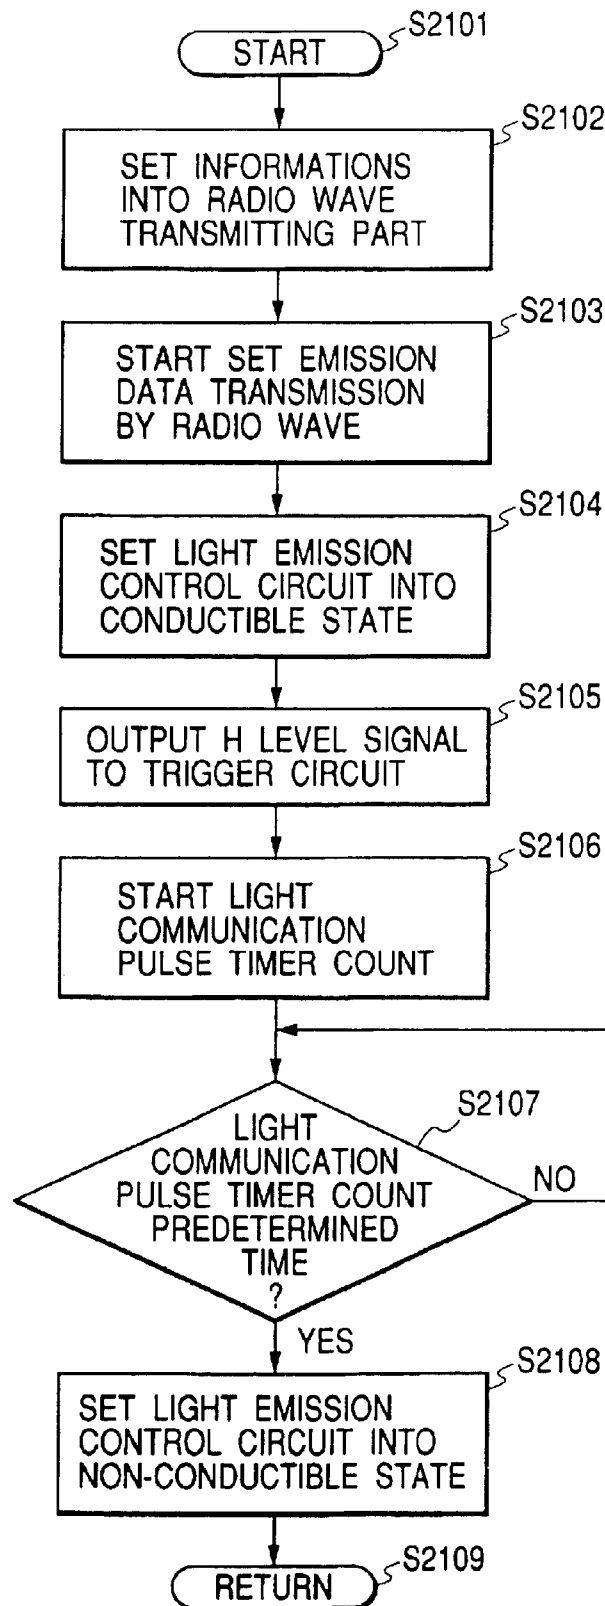 START
S2101
S2102
SET INFORMATIONS
INTO RADIO WAVE
TRANSMITTING PART
S2103
START SET EMISSION
DATA TRANSMISSION
BY RADIO WAVE
S2104
SET LIGHT EMISSION
CONTROL CIRCUIT INTO
CONDUCTIBLE STATE
S2105
OUTPUT H LEVEL SIGNAL
TO TRIGGER CIRCUIT
S2106
START LIGHT
COMMUNICATION
PULSE TIMER COUNT
S2107
LIGHT
COMMUNICATION
PULSE TIMER COUNT
PREDETERMINED
TIME
?
NO
YES
S2108
SET LIGHT EMISSION
CONTROL CIRCUIT INTO
NON-CONDUCTIBLE STATE
S2109
RETURN